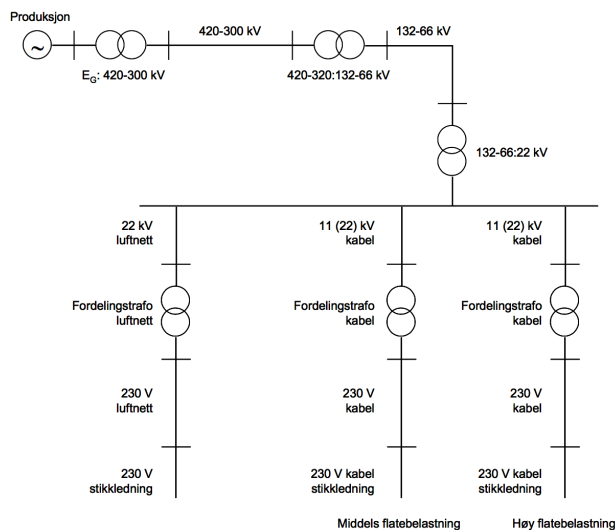 Produksjon
~
420-300 kV
132-66 kV
E_G: 420-300 kV
420-320:132-66 kV
132-66:22 kV
22 kV
luftnett
11 (22) kV
kabel
11 (22) kV
kabel
Fordelingstrafo
luftnett
Fordelingstrafo
kabel
Fordelingstrafo
kabel
230 V
luftnett
230 V
kabel
230 V
kabel
230 V
stikkledning
230 V kabel
stikkledning
230 V kabel
stikkledning
Middels flatebelastning
Høy flatebelastning